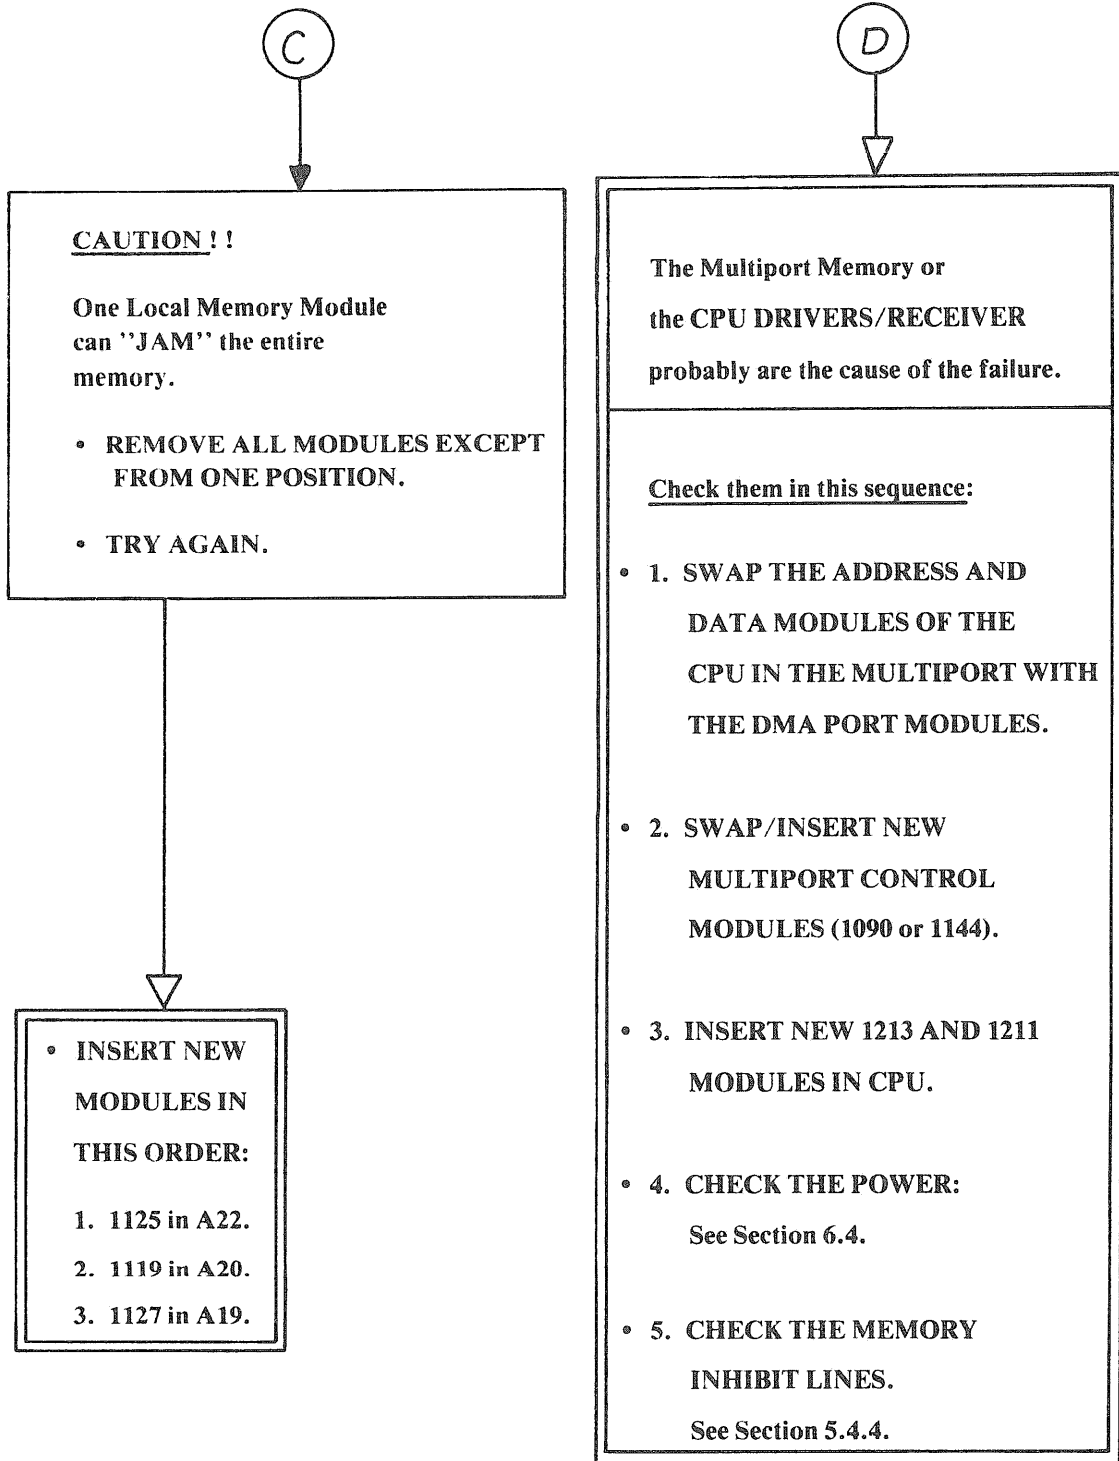 C
CAUTION ! !
One Local Memory Module
can ''JAM'' the entire
memory.
• REMOVE ALL MODULES EXCEPT
FROM ONE POSITION.
• TRY AGAIN.
• INSERT NEW
MODULES IN
THIS ORDER:
1. 1125 in A22.
2. 1119 in A20.
3. 1127 in A19.
D
The Multiport Memory or
the CPU DRIVERS/RECEIVER
probably are the cause of the failure.
Check them in this sequence:
• 1. SWAP THE ADDRESS AND
DATA MODULES OF THE
CPU IN THE MULTIPORT WITH
THE DMA PORT MODULES.
• 2. SWAP/INSERT NEW
MULTIPORT CONTROL
MODULES (1090 or 1144).
• 3. INSERT NEW 1213 AND 1211
MODULES IN CPU.
• 4. CHECK THE POWER:
See Section 6.4.
• 5. CHECK THE MEMORY
INHIBIT LINES.
See Section 5.4.4.